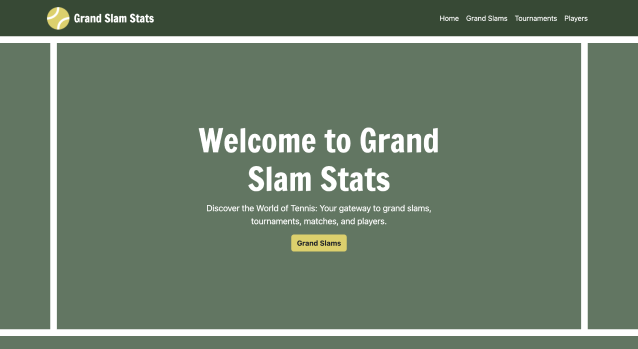 Grand Slam Stats
Home Grand Slams Tournaments Players
Welcome to Grand
Slam Stats
Discover the World of Tennis: Your gateway to grand slams,
tournaments, matches, and players.
Grand Slams